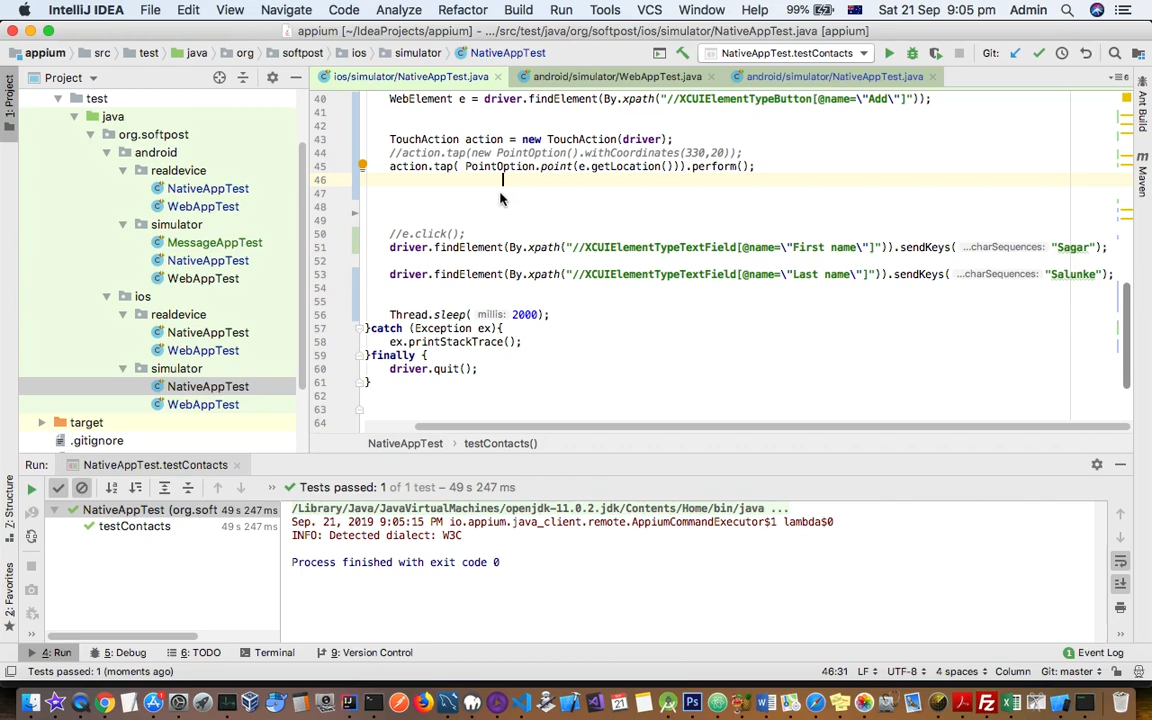 IntelliJ IDEA File Edit View Navigate Code Analyze Refactor Build Run Tools VCS Window Help 99% Sat 21 Sep 9:05 pm Admin
appium [~/IdeaProjects/appium] - .../src/test/java/org/softpost/ios/simulator/NativeAppTest.java [appium]
appium src test java org softpost ios simulator NativeAppTest NativeAppTest.testContacts Git:
1: Project
Project
ios/simulator/NativeAppTest.java android/simulator/WebAppTest.java android/simulator/NativeAppTest.java
test
java
org.softpost
android
realdevice
NativeAppTest
WebAppTest
simulator
MessageAppTest
NativeAppTest
WebAppTest
ios
realdevice
NativeAppTest
WebAppTest
simulator
NativeAppTest
WebAppTest
target
.gitignore
40 WebElement e = driver.findElement(By.xpath("//XCUIElementTypeButton[@name=\"Add\"]"));
41
42
43 TouchAction action = new TouchAction(driver);
44 //action.tap(new PointOption().withCoordinates(330,20));
45 action.tap( PointOption.point(e.getLocation())).perform();
46
47
48
49
50 //e.click();
51 driver.findElement(By.xpath("//XCUIElementTypeTextField[@name=\"First name\"]")).sendKeys( ...charSequences: "Sagar");
52
53 driver.findElement(By.xpath("//XCUIElementTypeTextField[@name=\"Last name\"]")).sendKeys( ...charSequences: "Salunke");
54
55
56 Thread.sleep( millis: 2000);
57 }catch (Exception ex){
58 ex.printStackTrace();
59 }finally {
60 driver.quit();
61 }
62
63
64
NativeAppTest testContacts()
Ant Build
Maven
Run: NativeAppTest.testContacts
Tests passed: 1 of 1 test – 49 s 247 ms
NativeAppTest (org.soft 49 s 247 ms
testContacts 49 s 247 ms
/Library/Java/JavaVirtualMachines/openjdk-11.0.2.jdk/Contents/Home/bin/java ...
Sep. 21, 2019 9:05:15 PM io.appium.java_client.remote.AppiumCommandExecutor$1 lambda$0
INFO: Detected dialect: W3C
Process finished with exit code 0
7: Structure
2: Favorites
4: Run 5: Debug 6: TODO Terminal 9: Version Control 1 Event Log
Tests passed: 1 (moments ago) 46:31 LF UTF-8 4 spaces Column Git: master